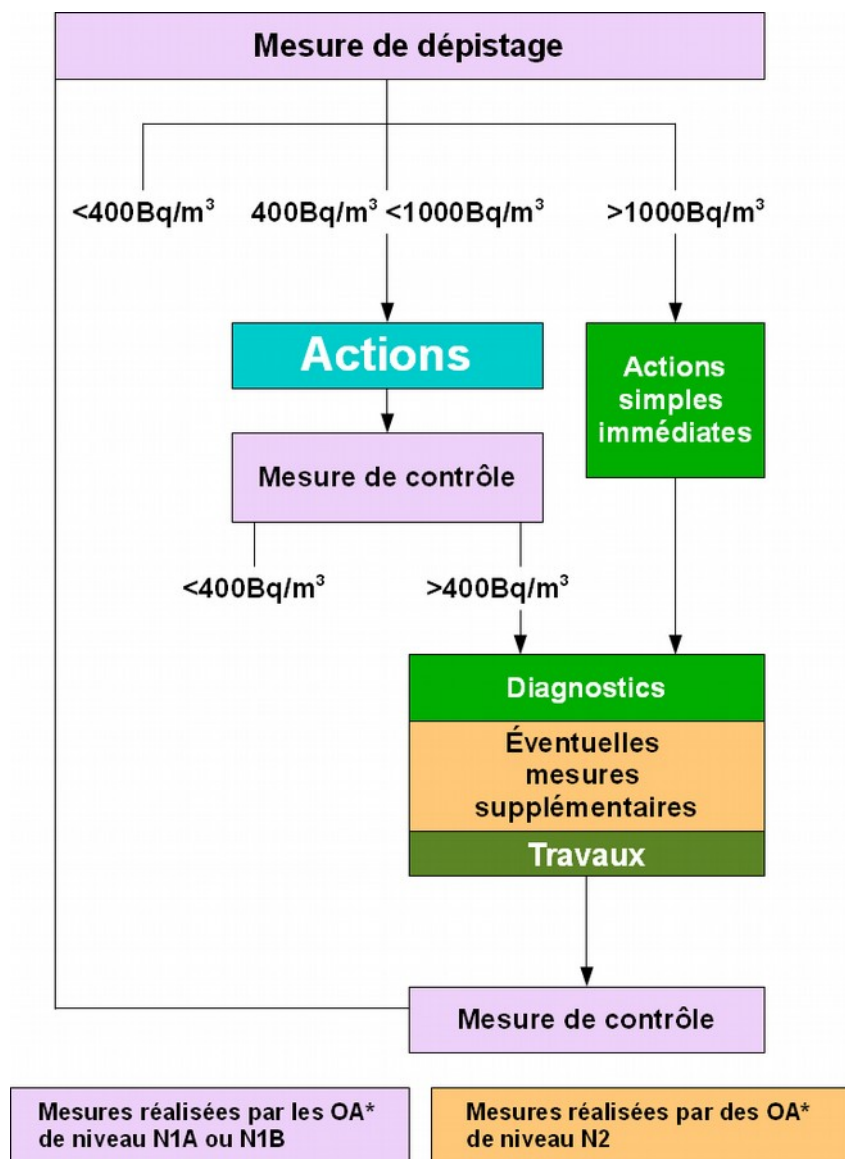 Mesure de dépistage
<400Bq/m³
400Bq/m³ <1000Bq/m³
>1000Bq/m³
Actions
Actions
simples
immédiates
Mesure de contrôle
<400Bq/m³
>400Bq/m³
Diagnostics
Éventuelles
mesures
supplémentaires
Travaux
Mesure de contrôle
Mesures réalisées par les OA*
de niveau N1A ou N1B
Mesures réalisées par des OA*
de niveau N2